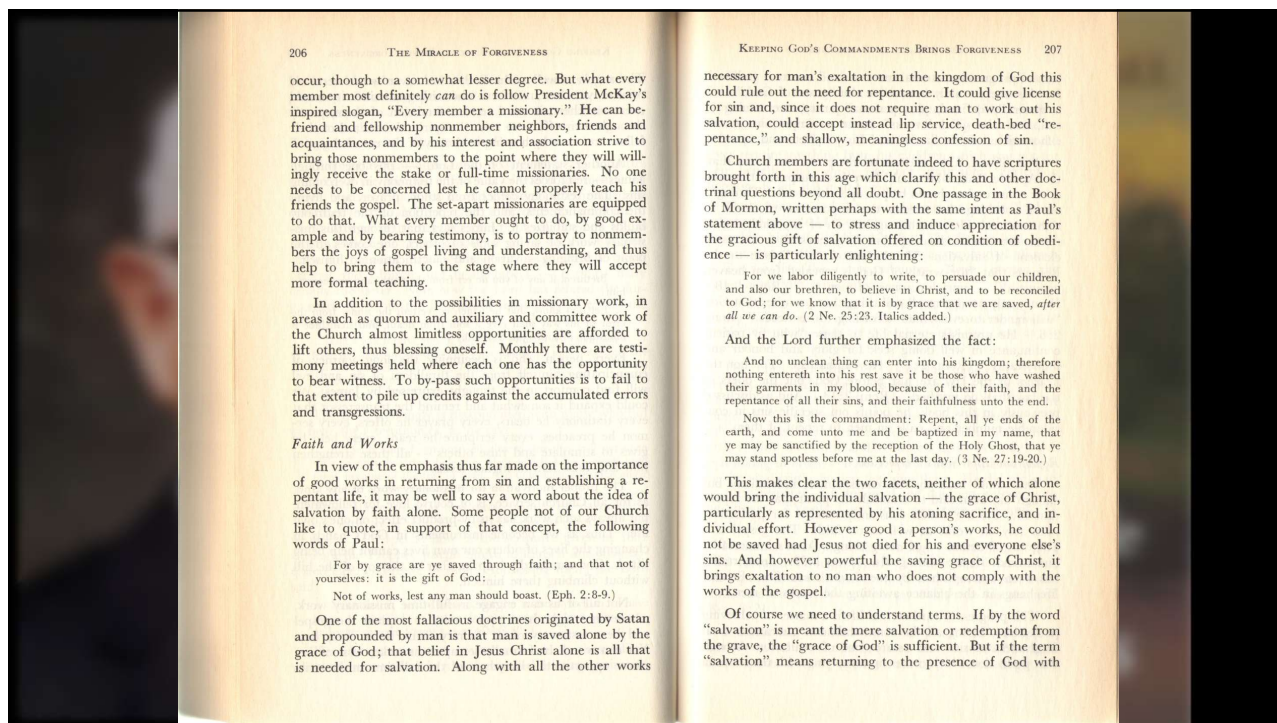 206 THE MIRACLE OF FORGIVENESS
occur, though to a somewhat lesser degree. But what every
member most definitely can do is follow President McKay's
inspired slogan, “Every member a missionary.” He can be-
friend and fellowship nonmember neighbors, friends and
acquaintances, and by his interest and association strive to
bring those nonmembers to the point where they will will-
ingly receive the stake or full-time missionaries. No one
needs to be concerned lest he cannot properly teach his
friends the gospel. The set-apart missionaries are equipped
to do that. What every member ought to do, by good ex-
ample and by bearing testimony, is to portray to nonmem-
bers the joys of gospel living and understanding, and thus
help to bring them to the stage where they will accept
more formal teaching.
In addition to the possibilities in missionary work, in
areas such as quorum and auxiliary and committee work of
the Church almost limitless opportunities are afforded to
lift others, thus blessing oneself. Monthly there are testi-
mony meetings held where each one has the opportunity
to bear witness. To by-pass such opportunities is to fail to
that extent to pile up credits against the accumulated errors
and transgressions.
Faith and Works
In view of the emphasis thus far made on the importance
of good works in returning from sin and establishing a re-
pentant life, it may be well to say a word about the idea of
salvation by faith alone. Some people not of our Church
like to quote, in support of that concept, the following
words of Paul:
For by grace are ye saved through faith; and that not of
yourselves: it is the gift of God:
Not of works, lest any man should boast. (Eph. 2:8-9.)
One of the most fallacious doctrines originated by Satan
and propounded by man is that man is saved alone by the
grace of God; that belief in Jesus Christ alone is all that
is needed for salvation. Along with all the other works
KEEPING GOD'S COMMANDMENTS BRINGS FORGIVENESS 207
necessary for man's exaltation in the kingdom of God this
could rule out the need for repentance. It could give license
for sin and, since it does not require man to work out his
salvation, could accept instead lip service, death-bed “re-
pentance,” and shallow, meaningless confession of sin.
Church members are fortunate indeed to have scriptures
brought forth in this age which clarify this and other doc-
trinal questions beyond all doubt. One passage in the Book
of Mormon, written perhaps with the same intent as Paul's
statement above — to stress and induce appreciation for
the gracious gift of salvation offered on condition of obedi-
ence — is particularly enlightening:
For we labor diligently to write, to persuade our children,
and also our brethren, to believe in Christ, and to be reconciled
to God; for we know that it is by grace that we are saved, after
all we can do. (2 Ne. 25:23. Italics added.)
And the Lord further emphasized the fact:
And no unclean thing can enter into his kingdom; therefore
nothing entereth into his rest save it be those who have washed
their garments in my blood, because of their faith, and the
repentance of all their sins, and their faithfulness unto the end.
Now this is the commandment: Repent, all ye ends of the
earth, and come unto me and be baptized in my name, that
ye may be sanctified by the reception of the Holy Ghost, that ye
may stand spotless before me at the last day. (3 Ne. 27:19-20.)
This makes clear the two facets, neither of which alone
would bring the individual salvation — the grace of Christ,
particularly as represented by his atoning sacrifice, and in-
dividual effort. However good a person's works, he could
not be saved had Jesus not died for his and everyone else's
sins. And however powerful the saving grace of Christ, it
brings exaltation to no man who does not comply with the
works of the gospel.
Of course we need to understand terms. If by the word
“salvation” is meant the mere salvation or redemption from
the grave, the “grace of God” is sufficient. But if the term
“salvation” means returning to the presence of God with